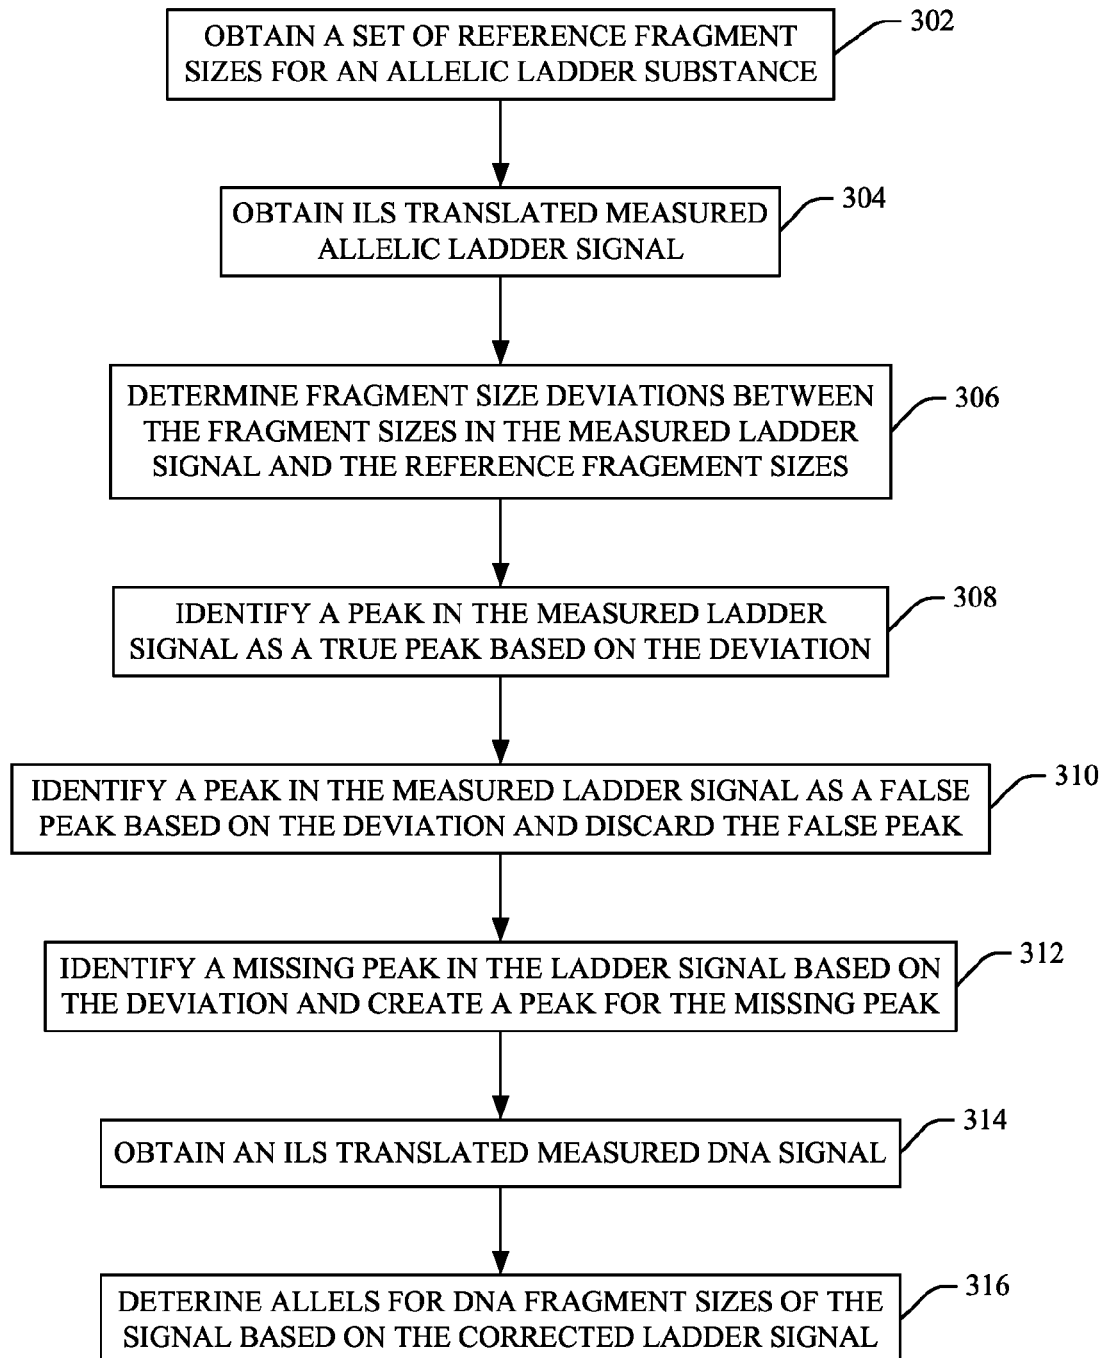 OBTAIN A SET OF REFERENCE FRAGMENT
SIZES FOR AN ALLELIC LADDER SUBSTANCE
302
OBTAIN ILS TRANSLATED MEASURED
ALLELIC LADDER SIGNAL
304
DETERMINE FRAGMENT SIZE DEVIATIONS BETWEEN
THE FRAGMENT SIZES IN THE MEASURED LADDER
SIGNAL AND THE REFERENCE FRAGEMENT SIZES
306
IDENTIFY A PEAK IN THE MEASURED LADDER
SIGNAL AS A TRUE PEAK BASED ON THE DEVIATION
308
IDENTIFY A PEAK IN THE MEASURED LADDER SIGNAL AS A FALSE
PEAK BASED ON THE DEVIATION AND DISCARD THE FALSE PEAK
310
IDENTIFY A MISSING PEAK IN THE LADDER SIGNAL BASED ON
THE DEVIATION AND CREATE A PEAK FOR THE MISSING PEAK
312
OBTAIN AN ILS TRANSLATED MEASURED DNA SIGNAL
314
DETERINE ALLELS FOR DNA FRAGMENT SIZES OF THE
SIGNAL BASED ON THE CORRECTED LADDER SIGNAL
316